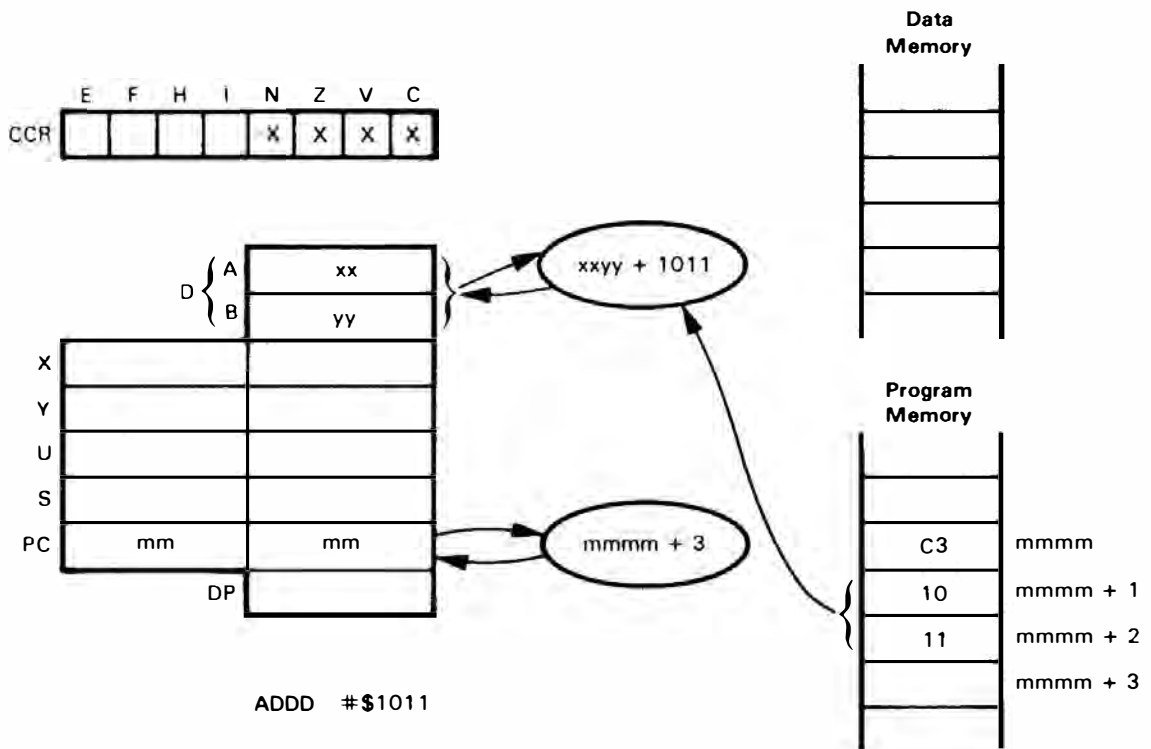 Data
Memory
E F H I N Z V C
CCR X X X X
D A xx
B yy
xxyy + 1011
X
Y
U
S
PC mm mm
mmmm + 3
DP
Program
Memory
C3 mmmm
10 mmmm + 1
11 mmmm + 2
mmmm + 3
ADDD #$1011